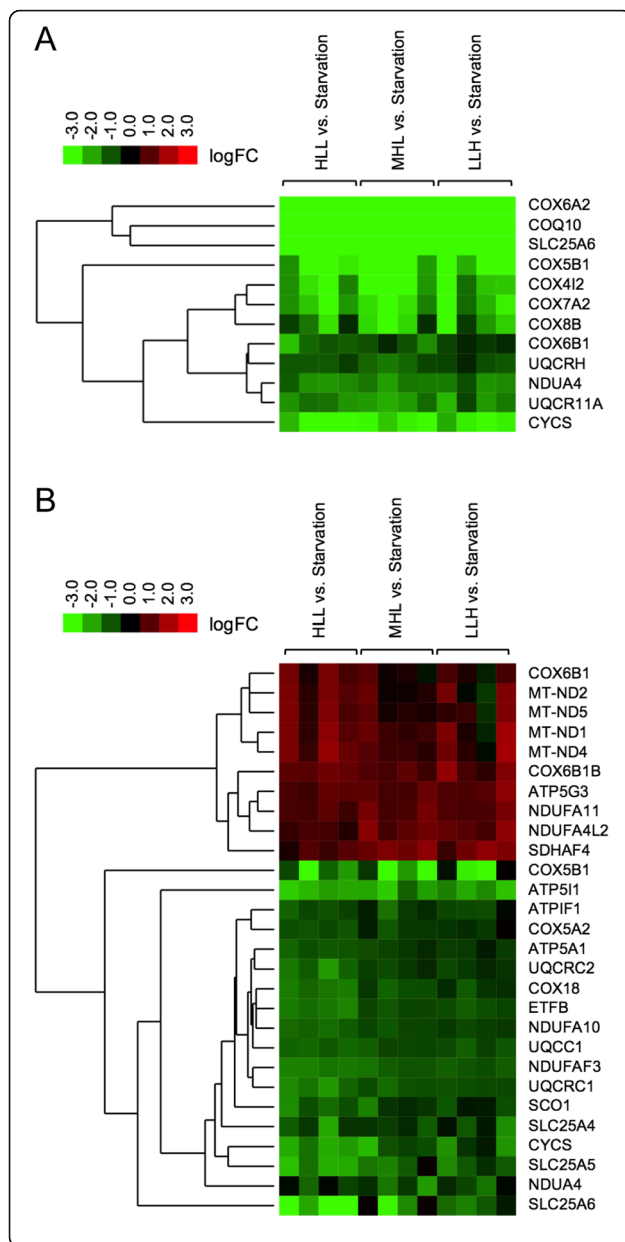 A
-3.0
-2.0
-1.0
0.0
1.0
2.0
3.0
logFC
HLL vs. Starvation
MHL vs. Starvation
LLH vs. Starvation
COX6A2
COQ10
SLC25A6
COX5B1
COX4I2
COX7A2
COX8B
COX6B1
UQCRH
NDUA4
UQCR11A
CYCS
B
-3.0
-2.0
-1.0
0.0
1.0
2.0
3.0
logFC
HLL vs. Starvation
MHL vs. Starvation
LLH vs. Starvation
COX6B1
MT-ND2
MT-ND5
MT-ND1
MT-ND4
COX6B1B
ATP5G3
NDUFA11
NDUFA4L2
SDHAF4
COX5B1
ATP5I1
ATPIF1
COX5A2
ATP5A1
UQCRC2
COX18
ETFB
NDUFA10
UQCC1
NDUFAF3
UQCRC1
SCO1
SLC25A4
CYCS
SLC25A5
NDUA4
SLC25A6